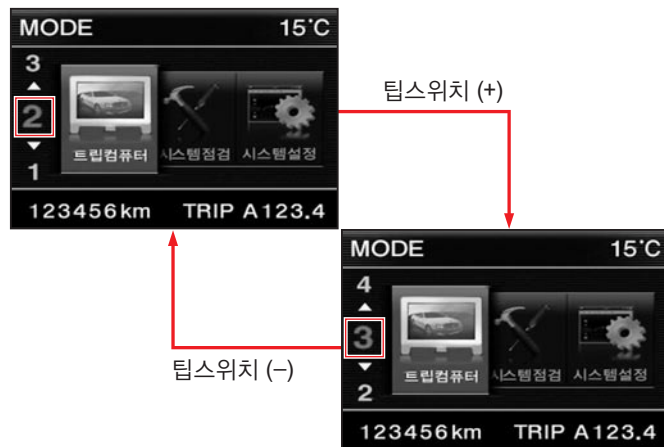 MODE 15°C
3
2
1
트립컴퓨터 시스템점검 시스템설정
123456km TRIP A 123.4
팁스위치 (+)
팁스위치 (–)
MODE 15°C
4
3
2
트립컴퓨터 시스템점검 시스템설정
123456km TRIP A 123.4